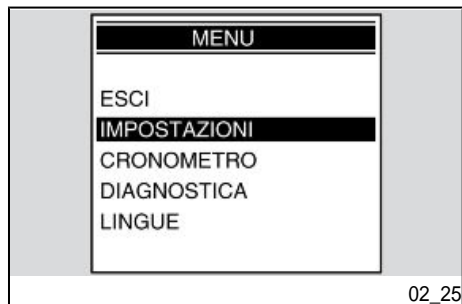 MENU
ESCI
IMPOSTAZIONI
CRONOMETRO
DIAGNOSTICA
LINGUE
02_25